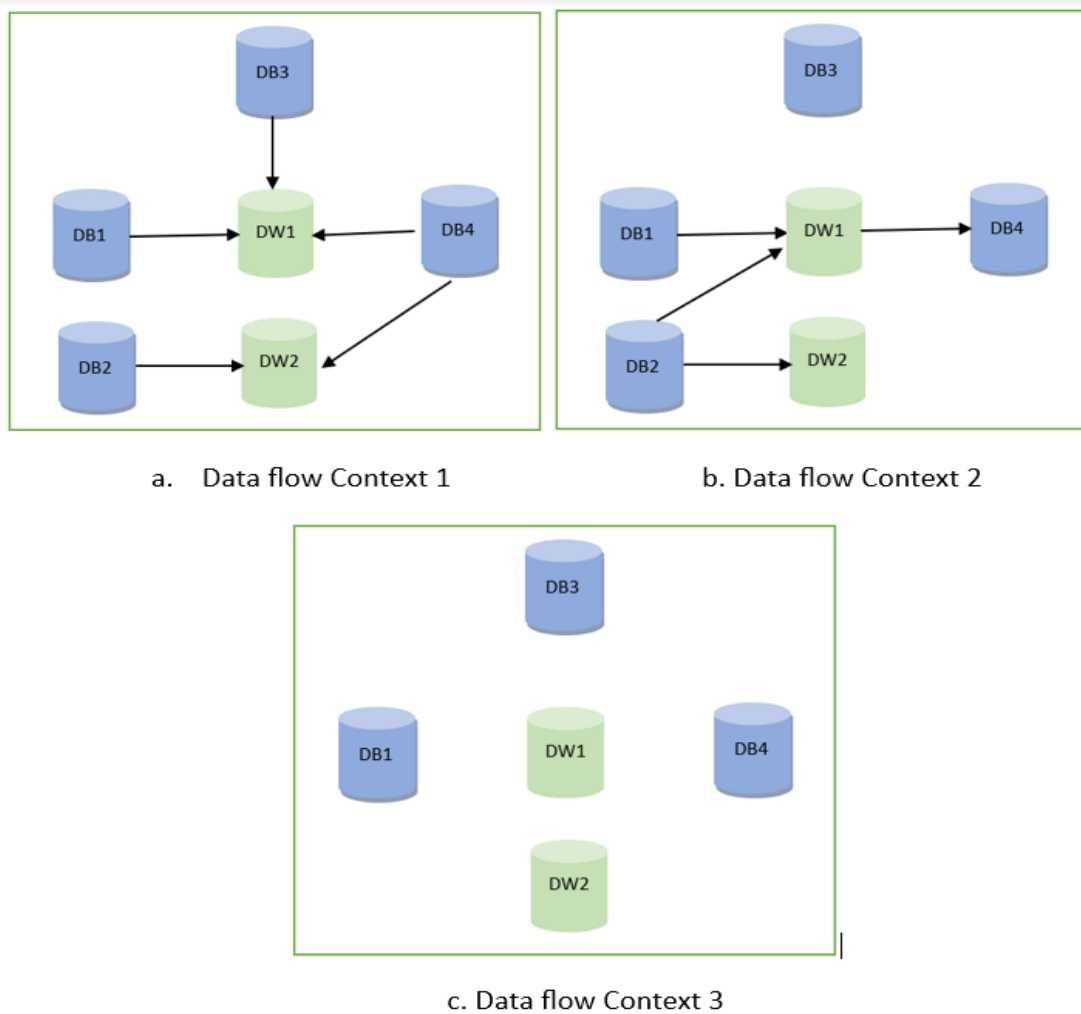 DB3
DB1
DW1
DB4
DB2
DW2
a. Data flow Context 1
DB3
DB1
DW1
DB4
DB2
DW2
b. Data flow Context 2
DB3
DB1
DW1
DB4
DW2
c. Data flow Context 3